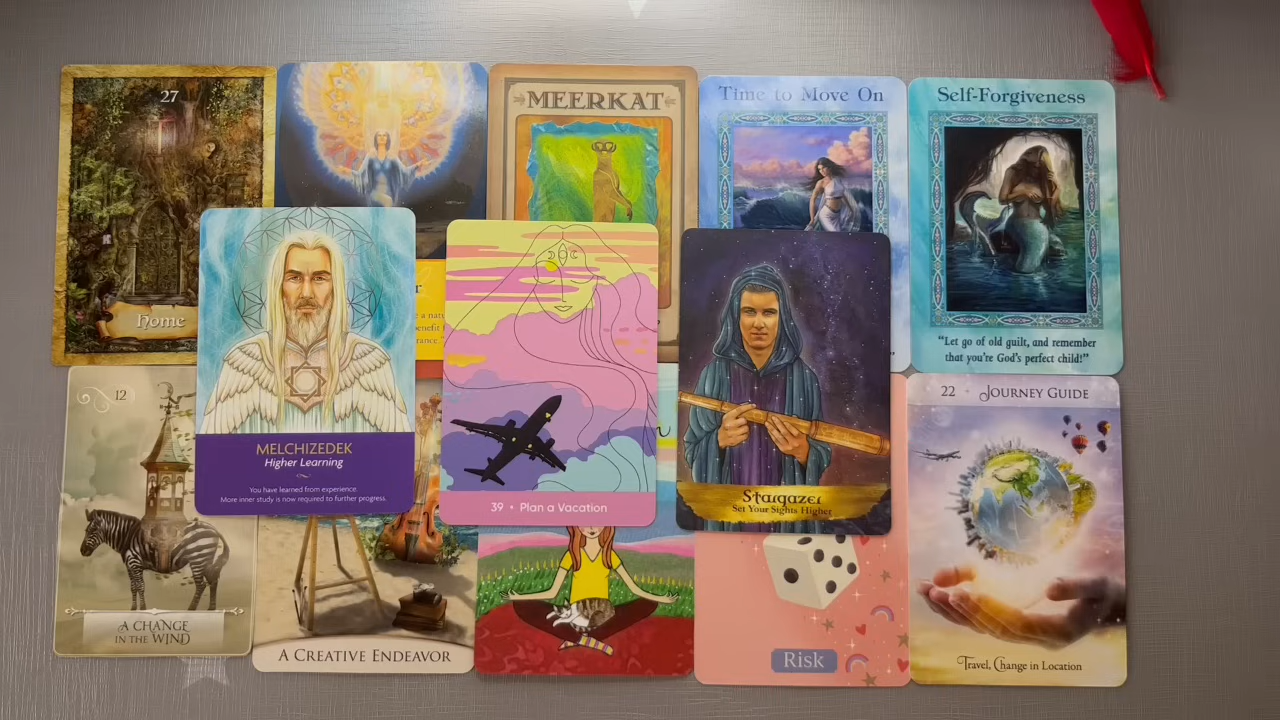 27
Home
MEERKAT
Time to Move On
Self-Forgiveness
"Let go of old guilt, and remember
that you're God's perfect child!"
MELCHIZEDEK
Higher Learning
You have learned from experience
More inner study is now required to further progress.
39 • Plan a Vacation
Stargazer
Set Your Sights Higher
12
A CHANGE
IN THE WIND
A CREATIVE ENDEAVOR
Risk
22 • JOURNEY GUIDE
Travel, Change in Location